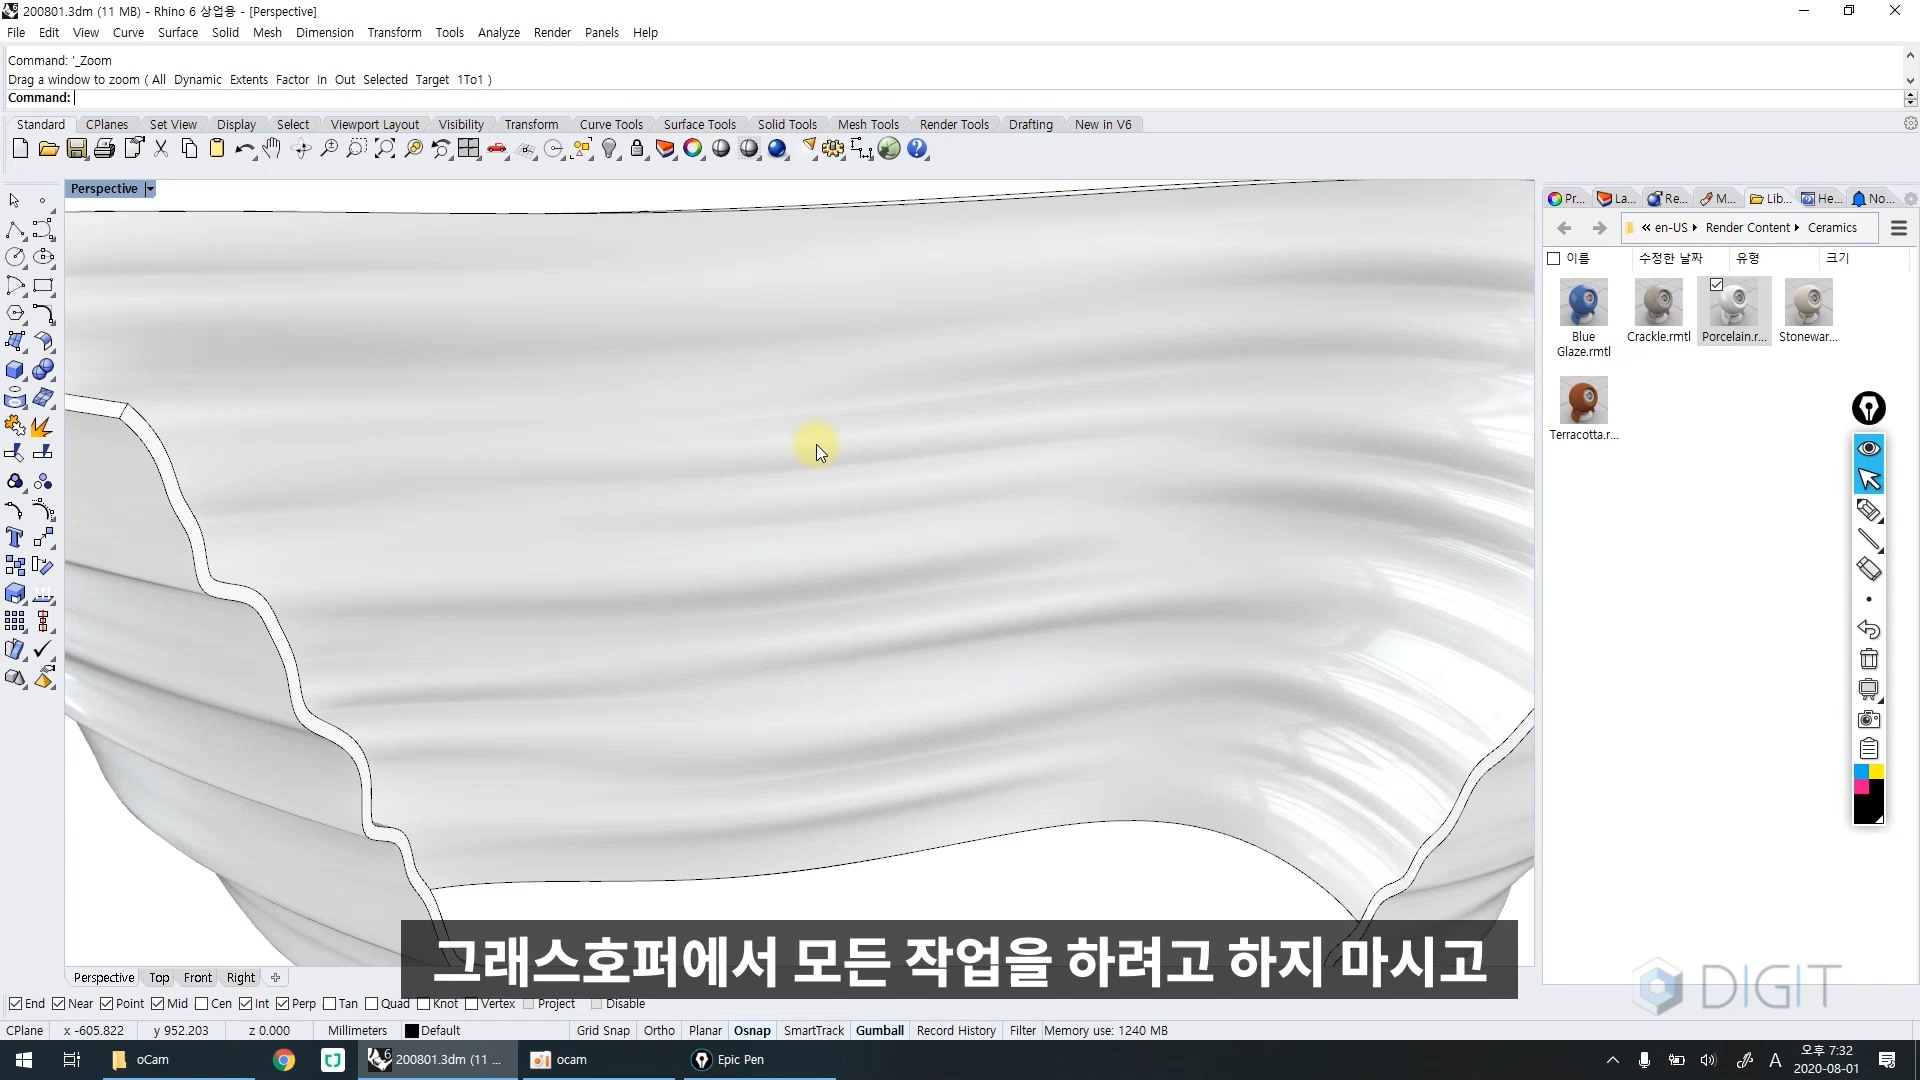 200801.3dm (11 MB) - Rhino 6 상업용 - [Perspective]
File Edit View Curve Surface Solid Mesh Dimension Transform Tools Analyze Render Panels Help
Command: '_Zoom
Drag a window to zoom ( All Dynamic Extents Factor In Out Selected Target 1To1 )
Command:
Standard CPlanes Set View Display Select Viewport Layout Visibility Transform Curve Tools Surface Tools Solid Tools Mesh Tools Render Tools Drafting New in V6
Perspective
Pr... La... Re... M... Lib... He... No...
« en-US Render Content Ceramics
이름 수정한 날짜 유형 크기
Blue Glaze.rmtl
Crackle.rmtl
Porcelain.r...
Stonewar...
Terracotta.r...
그래스호퍼에서 모든 작업을 하려고 하지 마시고
DIGIT
Perspective Top Front Right
End Near Point Mid Cen Int Perp Tan Quad Knot Vertex Project Disable
CPlane x -605.822 y 952.203 z 0.000 Millimeters Default Grid Snap Ortho Planar Osnap SmartTrack Gumball Record History Filter Memory use: 1240 MB
oCam 200801.3dm (11 ... ocam Epic Pen A 오후 7:32
2020-08-01